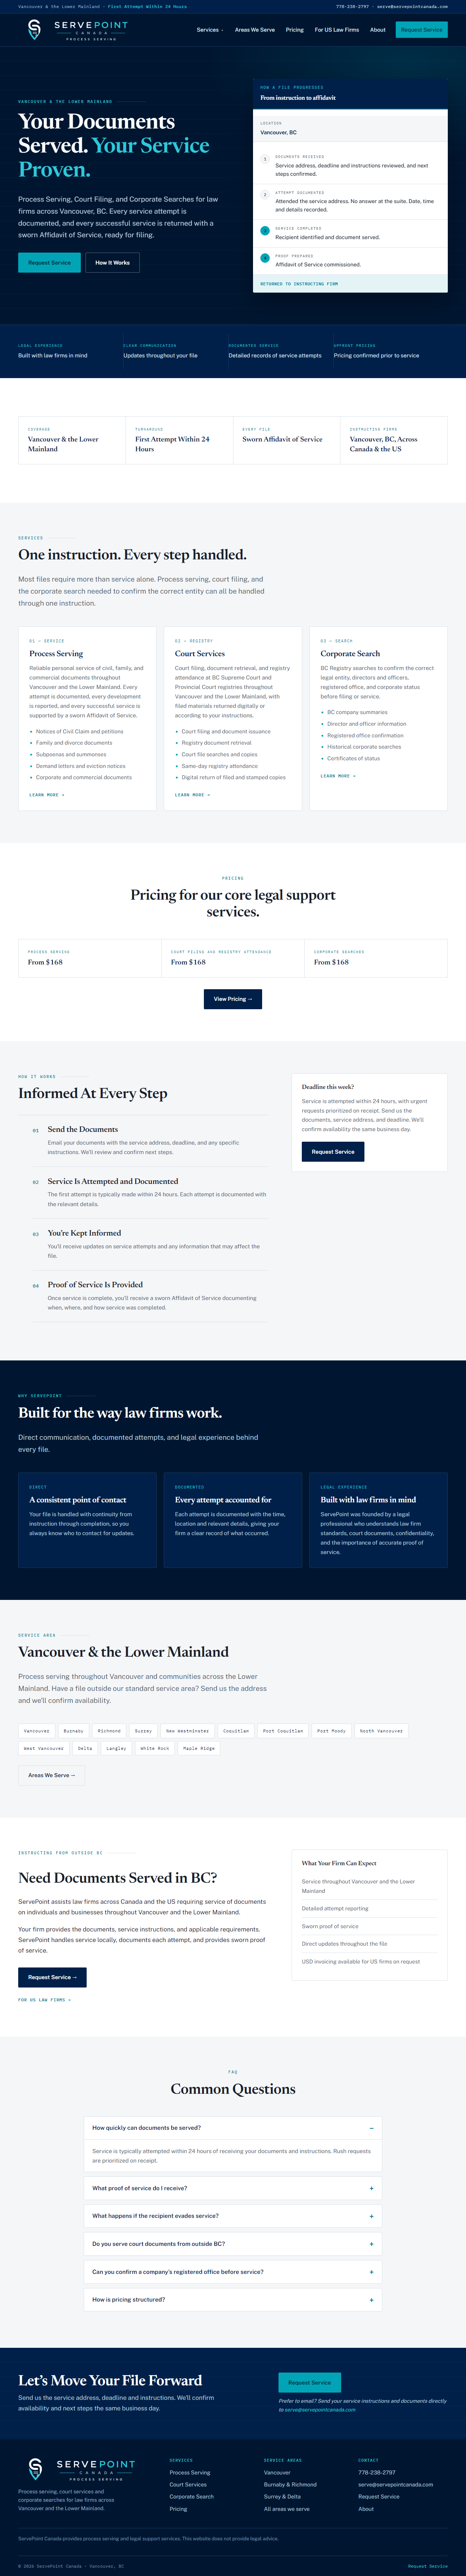 Vancouver & the Lower Mainland · First Attempt Within 24 Hours
778-238-2797 · serve@servepointcanada.com
SERVEPOINT
CANADA
PROCESS SERVING
Services
Areas We Serve
Pricing
For US Law Firms
About
Request Service
VANCOUVER & THE LOWER MAINLAND
Your Documents
Served. Your Service
Proven.
Process Serving, Court Filing, and Corporate Searches for law
firms across Vancouver, BC. Every attempt is
documented, and every successful service is returned with a
sworn Affidavit of Service, ready for filing.
Request Service
How It Works
HOW A FILE PROGRESSES
From instruction to affidavit
LOCATION
Vancouver, BC
1
DOCUMENTS RECEIVED
Service address, deadline and instructions reviewed, and next
steps confirmed.
2
ATTEMPT DOCUMENTED
Attended the service address. No answer at the suite. Date, time
and details recorded.
SERVICE COMPLETED
Recipient identified and document served.
PROOF PREPARED
Affidavit of Service commissioned.
RETURNED TO INSTRUCTING FIRM
LEGAL EXPERIENCE
Built with law firms in mind
CLEAR COMMUNICATION
Updates throughout your file
DOCUMENTED SERVICE
Detailed records of service attempts
UPFRONT PRICING
Pricing confirmed prior to service
COVERAGE
Vancouver & the Lower
Mainland
TURNAROUND
First Attempt Within 24
Hours
EVERY FILE
Sworn Affidavit of Service
INSTRUCTING FIRMS
Vancouver, BC, Across
Canada & the US
SERVICES
One instruction. Every step handled.
Most files require more than service alone. Process serving, court filing, and
the corporate search needed to confirm the correct entity can all be handled
through one instruction.
01 — SERVICE
Process Serving
Reliable personal service of civil, family, and
commercial documents throughout
Vancouver and the Lower Mainland. Every
attempt is documented, every development
is reported, and every successful service is
supported by a sworn Affidavit of Service.
• Notices of Civil Claim and petitions
• Family and divorce documents
• Subpoenas and summonses
• Demand letters and eviction notices
• Corporate and commercial documents
LEARN MORE →
02 — REGISTRY
Court Services
Court filing, document retrieval, and registry
attendance at BC Supreme Court and
Provincial Court registries throughout
Vancouver and the Lower Mainland, with
filed materials returned digitally or
according to your instructions.
• Court filing and document issuance
• Registry document retrieval
• Court file searches and copies
• Same-day registry attendance
• Digital return of filed and stamped copies
LEARN MORE →
03 — SEARCH
Corporate Search
BC Registry searches to confirm the correct
legal entity, directors and officers,
registered office, and corporate status
before filing or service.
• BC company summaries
• Director and officer information
• Registered office confirmation
• Historical corporate searches
• Certificates of status
LEARN MORE →
PRICING
Pricing for our core legal support
services.
PROCESS SERVING
From $168
COURT FILING AND REGISTRY ATTENDANCE
From $168
CORPORATE SEARCHES
From $168
View Pricing →
HOW IT WORKS
Informed At Every Step
01
Send the Documents
Email your documents with the service address, deadline, and any specific
instructions. We'll review and confirm next steps.
02
Service Is Attempted and Documented
The first attempt is typically made within 24 hours. Each attempt is documented with
the relevant details.
03
You're Kept Informed
You'll receive updates on service attempts and any information that may affect the
file.
04
Proof of Service Is Provided
Once service is complete, you'll receive a sworn Affidavit of Service documenting
when, where, and how service was completed.
Deadline this week?
Service is attempted within 24 hours, with urgent
requests prioritized on receipt. Send us the
documents, service address, and deadline. We'll
confirm availability the same business day.
Request Service
WHY SERVEPOINT
Built for the way law firms work.
Direct communication, documented attempts, and legal experience behind
every file.
DIRECT
A consistent point of contact
Your file is handled with continuity from
instruction through completion, so you
always know who to contact for updates.
DOCUMENTED
Every attempt accounted for
Each attempt is documented with the time,
location and relevant details, giving your
firm a clear record of what occurred.
LEGAL EXPERIENCE
Built with law firms in mind
ServePoint was founded by a legal
professional who understands law firm
standards, court documents, confidentiality,
and the importance of accurate proof of
service.
SERVICE AREA
Vancouver & the Lower Mainland
Process serving throughout Vancouver and communities across the Lower
Mainland. Have a file outside our standard service area? Send us the address
and we'll confirm availability.
Vancouver
Burnaby
Richmond
Surrey
New Westminster
Coquitlam
Port Coquitlam
Port Moody
North Vancouver
West Vancouver
Delta
Langley
White Rock
Maple Ridge
Areas We Serve →
INSTRUCTING FROM OUTSIDE BC
Need Documents Served in BC?
ServePoint assists law firms across Canada and the US requiring service of documents
on individuals and businesses throughout Vancouver and the Lower Mainland.
Your firm provides the documents, service instructions, and applicable requirements.
ServePoint handles service locally, documents each attempt, and provides sworn proof
of service.
Request Service →
FOR US LAW FIRMS →
What Your Firm Can Expect
Service throughout Vancouver and the Lower
Mainland
Detailed attempt reporting
Sworn proof of service
Direct updates throughout the file
USD invoicing available for US firms on request
FAQ
Common Questions
How quickly can documents be served?
−
Service is typically attempted within 24 hours of receiving your documents and instructions. Rush requests
are prioritized on receipt.
What proof of service do I receive?
+
What happens if the recipient evades service?
+
Do you serve court documents from outside BC?
+
Can you confirm a company's registered office before service?
+
How is pricing structured?
+
Let's Move Your File Forward
Send us the service address, deadline and instructions. We'll confirm
availability and next steps the same business day.
Request Service
Prefer to email? Send your service instructions and documents directly
to serve@servepointcanada.com
SERVEPOINT
CANADA
PROCESS SERVING
Process serving, court services and
corporate searches for law firms across
Vancouver and the Lower Mainland.
SERVICES
Process Serving
Court Services
Corporate Search
Pricing
SERVICE AREAS
Vancouver
Burnaby & Richmond
Surrey & Delta
All areas we serve
CONTACT
778-238-2797
serve@servepointcanada.com
Request Service
About
ServePoint Canada provides process serving and legal support services. This website does not provide legal advice.
© 2026 ServePoint Canada · Vancouver, BC
Request Service